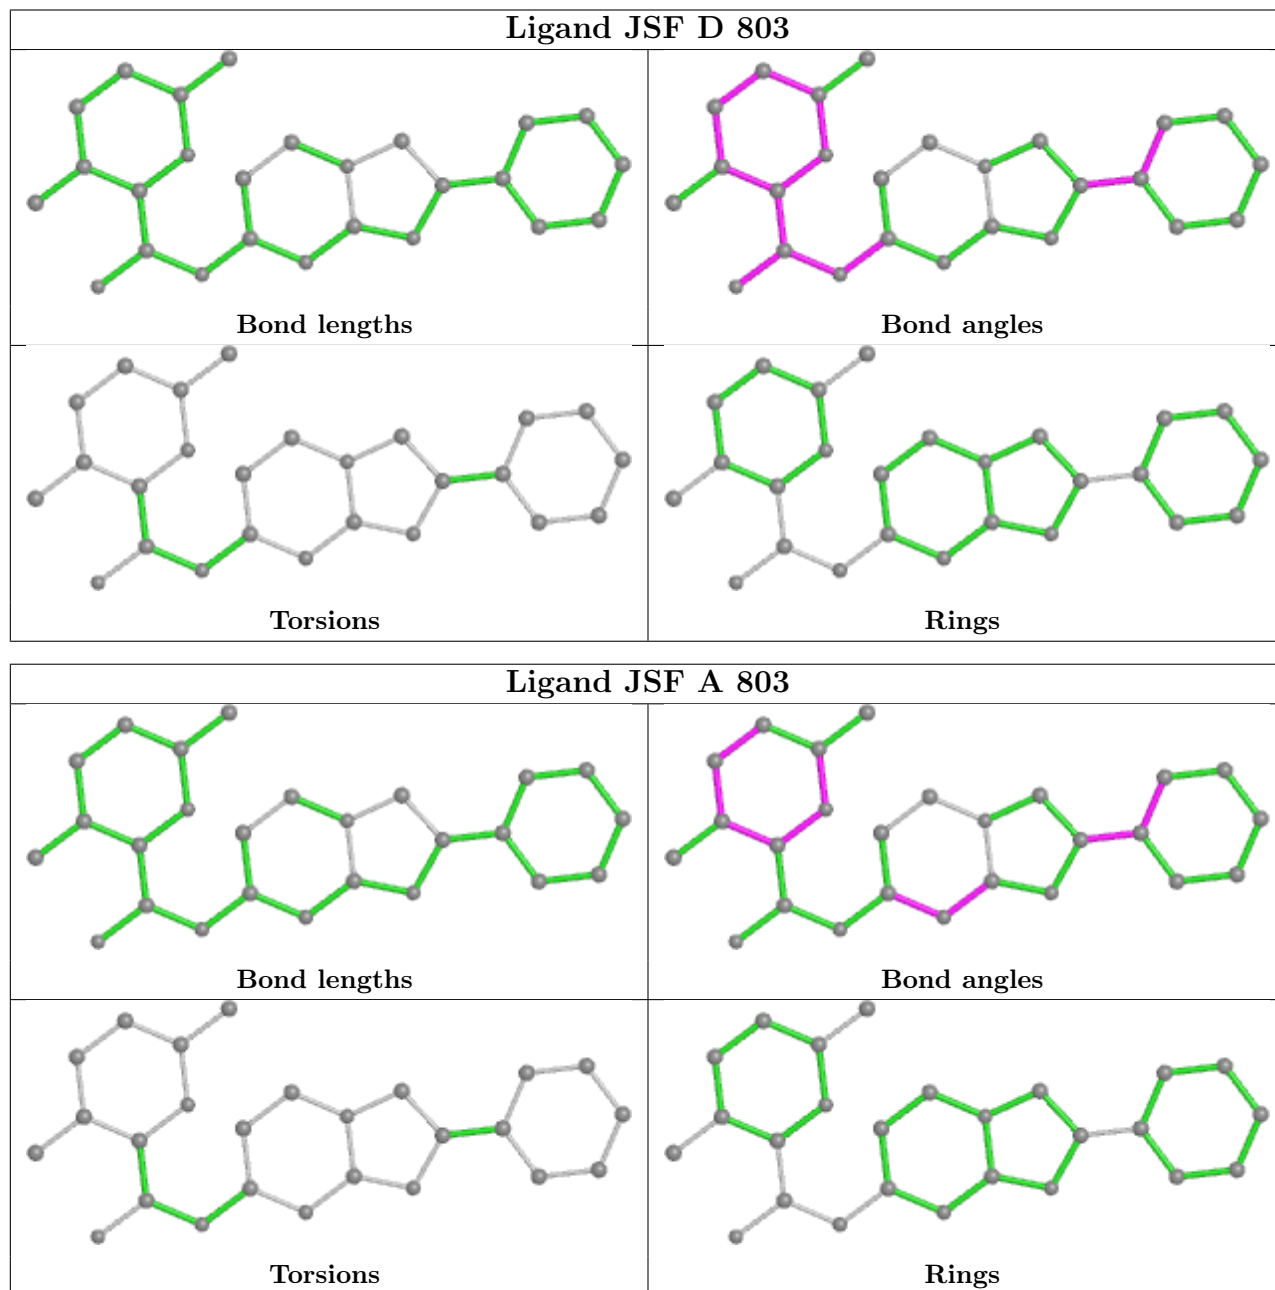 Ligand JSF D 803
Bond lengths
Bond angles
Torsions
Rings
Ligand JSF A 803
Bond lengths
Bond angles
Torsions
Rings